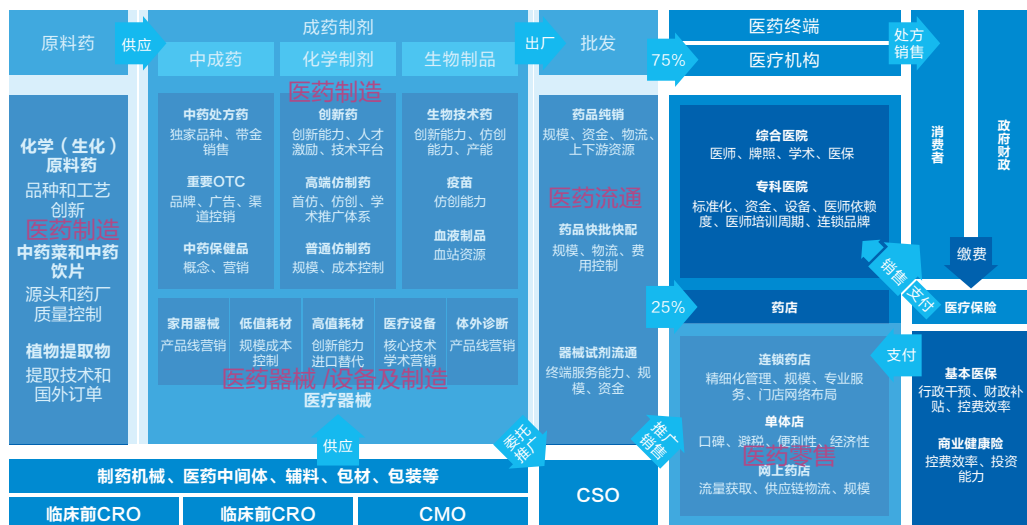 原料药
供应
成药制剂
中成药
化学制剂
生物制品
出厂
批发
75%
医药终端
医疗机构
处方
销售
消费者
政府财政
医药制造
化学（生化）
原料药
品种和工艺
创新
医药制造
中药菜和中药
饮片
源头和药厂
质量控制
植物提取物
提取技术和
国外订单
中药处方药
独家品种、带金
销售
重要OTC
品牌、广告、渠
道控销
中药保健品
概念、营销
创新药
创新能力、人才
激励、技术平台
高端仿制药
首仿、仿创、学
术推广体系
普通仿制药
规模、成本控制
生物技术药
创新能力、仿创
能力、产能
疫苗
仿创能力
血液制品
血站资源
家用器械
产品线营销
低值耗材
规模成本
控制
高值耗材
创新能力
进口替代
医疗设备
核心技术
学术营销
体外诊断
产品线营销
医药器械 /设备及制造
医疗器械
药品纯销
规模、资金、物流、
上下游资源
医药流通
药品快批快配
规模、物流、费
用控制
器械试剂流通
终端服务能力、规
模、资金
综合医院
医师、牌照、学术、医保
专科医院
标准化、资金、设备、医师依赖
度、医师培训周期、连锁品牌
25%
药店
连锁药店
精细化管理、规模、专业服
务、门店网络布局
单体店
口碑、避税、便利性、经济性
医药零售
网上药店
流量获取、供应链物流、规模
销售
支付
缴费
医疗保险
支付
基本医保
行政干预、财政补
贴、控费效率
商业健康险
控费效率、投资
能力
供应
委托
推广
推广
销售
制药机械、医药中间体、辅料、包材、包装等
临床前CRO
临床前CRO
CMO
CSO